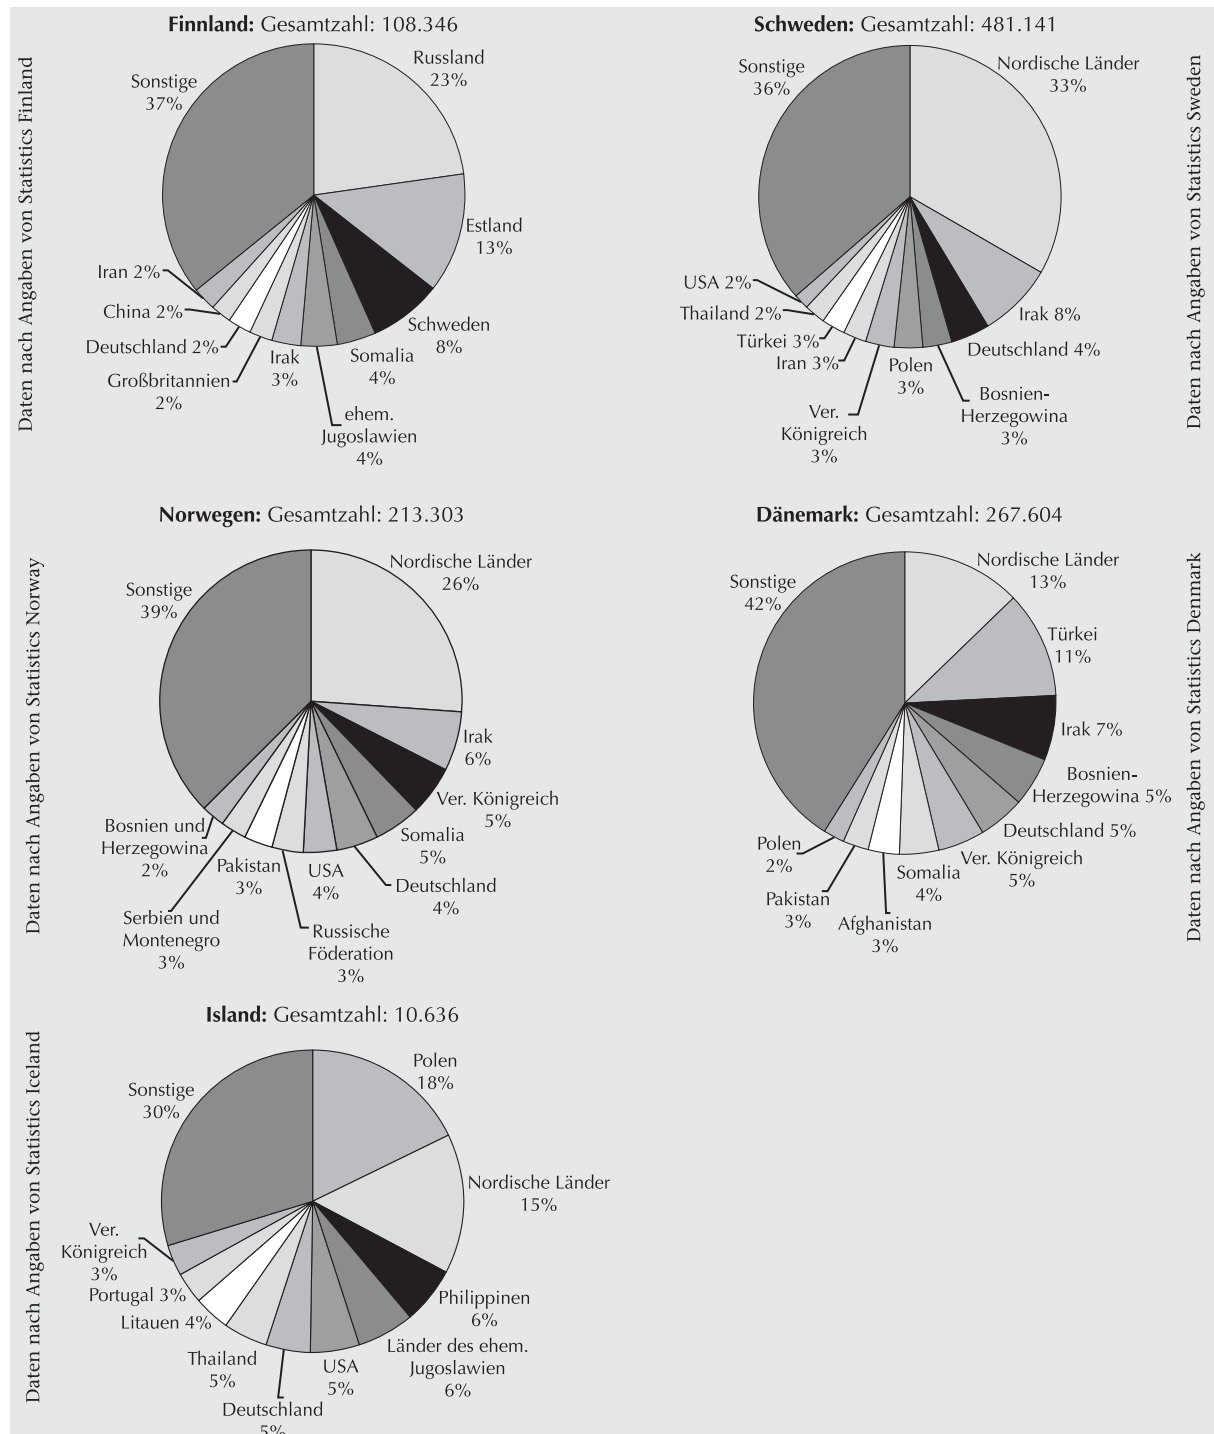 Finnland: Gesamtzahl: 108.346
Daten nach Angaben von Statistics Finland
Russland
23%
Estland
13%
Schweden
8%
Somalia
4%
ehem.
Jugoslawien
4%
Irak
3%
Großbritannien
2%
Deutschland 2%
China 2%
Iran 2%
Sonstige
37%
Schweden: Gesamtzahl: 481.141
Daten nach Angaben von Statistics Sweden
Nordische Länder
33%
Irak 8%
Deutschland 4%
Bosnien-
Herzegowina
3%
Polen
3%
Ver.
Königreich
3%
Iran 3%
Türkei 3%
Thailand 2%
USA 2%
Sonstige
36%
Norwegen: Gesamtzahl: 213.303
Daten nach Angaben von Statistics Norway
Nordische Länder
26%
Irak
6%
Ver. Königreich
5%
Somalia
5%
Deutschland
4%
USA
4%
Russische
Föderation
3%
Pakistan
3%
Serbien und
Montenegro
3%
Bosnien und
Herzegowina
2%
Sonstige
39%
Dänemark: Gesamtzahl: 267.604
Daten nach Angaben von Statistics Denmark
Nordische Länder
13%
Türkei
11%
Irak 7%
Bosnien-
Herzegowina 5%
Deutschland 5%
Ver. Königreich
5%
Somalia
4%
Afghanistan
3%
Pakistan
3%
Polen
2%
Sonstige
42%
Island: Gesamtzahl: 10.636
Daten nach Angaben von Statistics Iceland
Polen
18%
Nordische Länder
15%
Philippinen
6%
Länder des ehem.
Jugoslawien
6%
USA
5%
Deutschland
5%
Thailand
5%
Litauen 4%
Portugal 3%
Ver.
Königreich
3%
Sonstige
30%